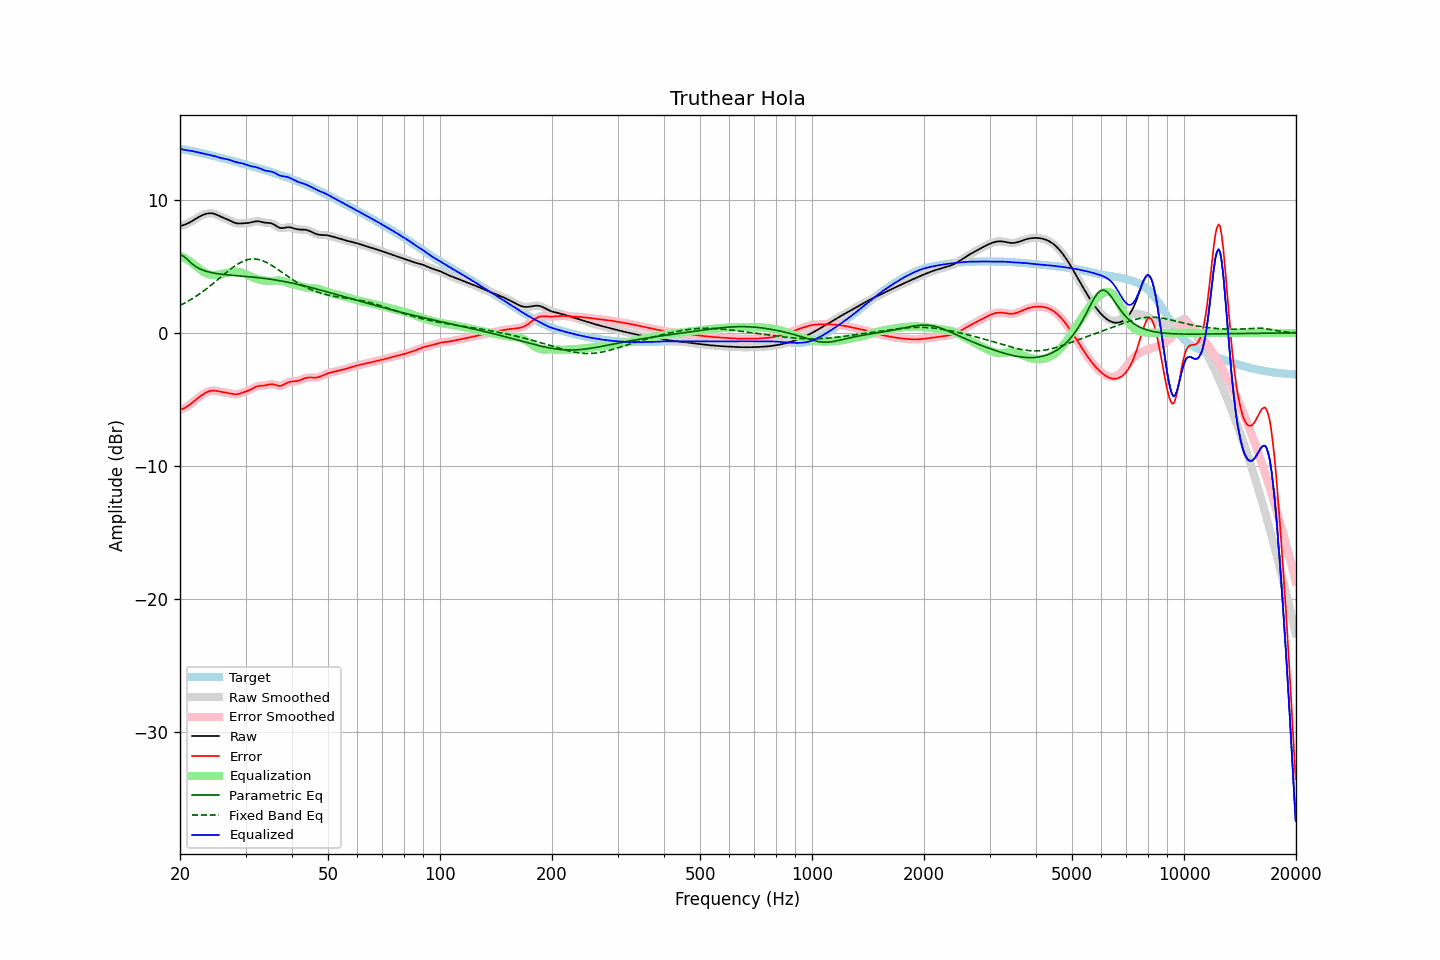 Truthear Hola
10
0
−10
−20
−30
Amplitude (dBr)
Target
Raw Smoothed
Error Smoothed
Raw
Error
Equalization
Parametric Eq
Fixed Band Eq
Equalized
20 50 100 200 500 1000 2000 5000 10000 20000
Frequency (Hz)